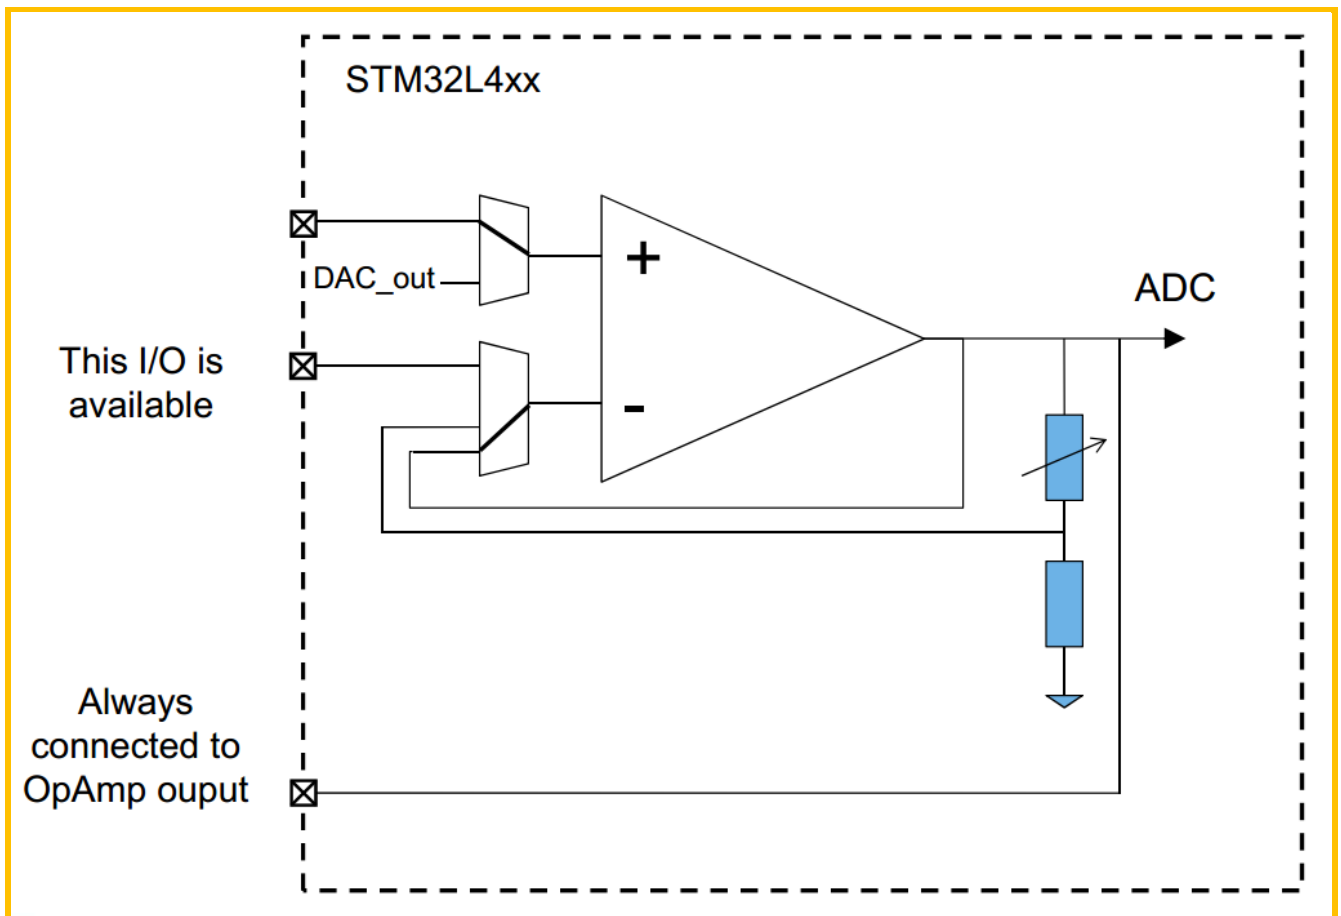 STM32L4xx
+
DAC_out
ADC
This I/O is
available
-
Always
connected to
OpAmp ouput